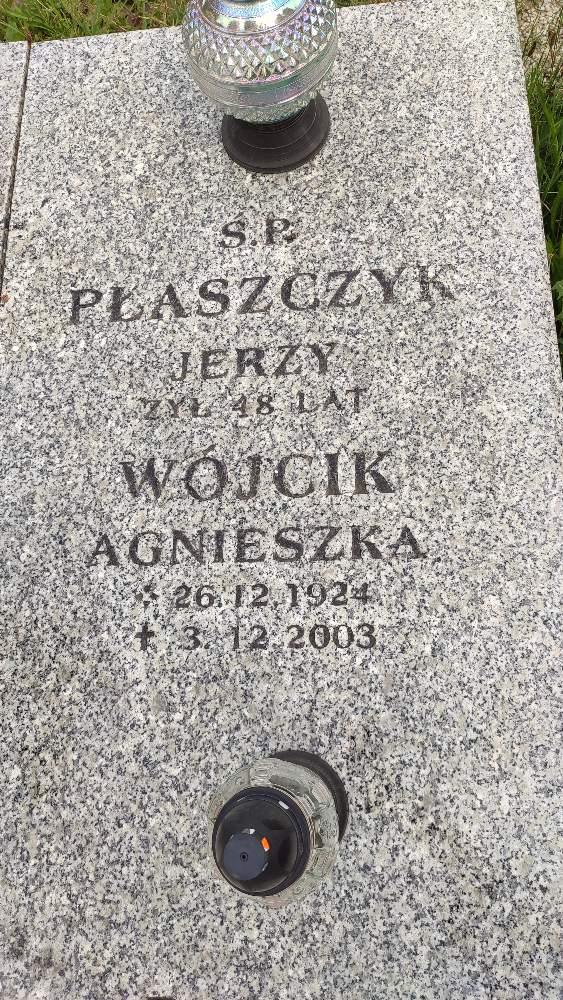 Ś.P.
PŁASZCZYK
JERZY
ŻYŁ 48 LAT
WÓJCIK
AGNIESZKA
* 26.12.1924
✝ 3.12.2003